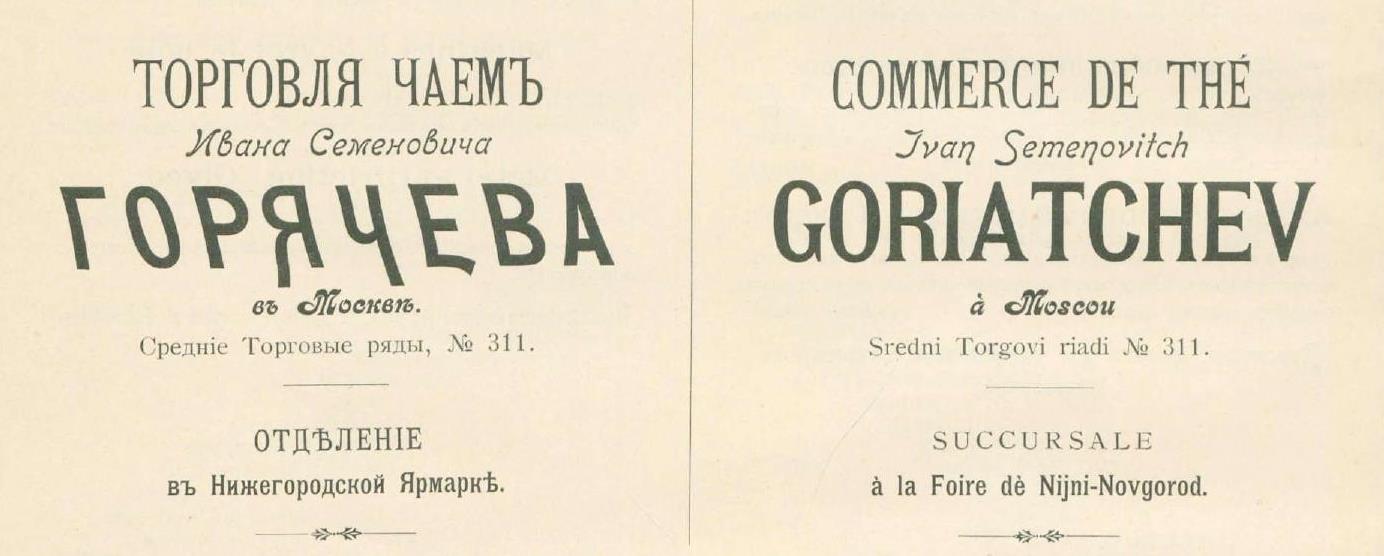 ТОРГОВЛЯ ЧАЕМЪ
Ивана Семеновича
ГОРЯЧЕВА
въ Москвѣ.
Средніе Торговые ряды, № 311.
ОТДѢЛЕНІЕ
въ Нижегородской Ярмаркѣ.
COMMERCE DE THÉ
Ivan Semenovitch
GORIATCHEV
à Moscou
Sredni Torgovi riadi № 311.
SUCCURSALE
à la Foire dè Nijni-Novgorod.